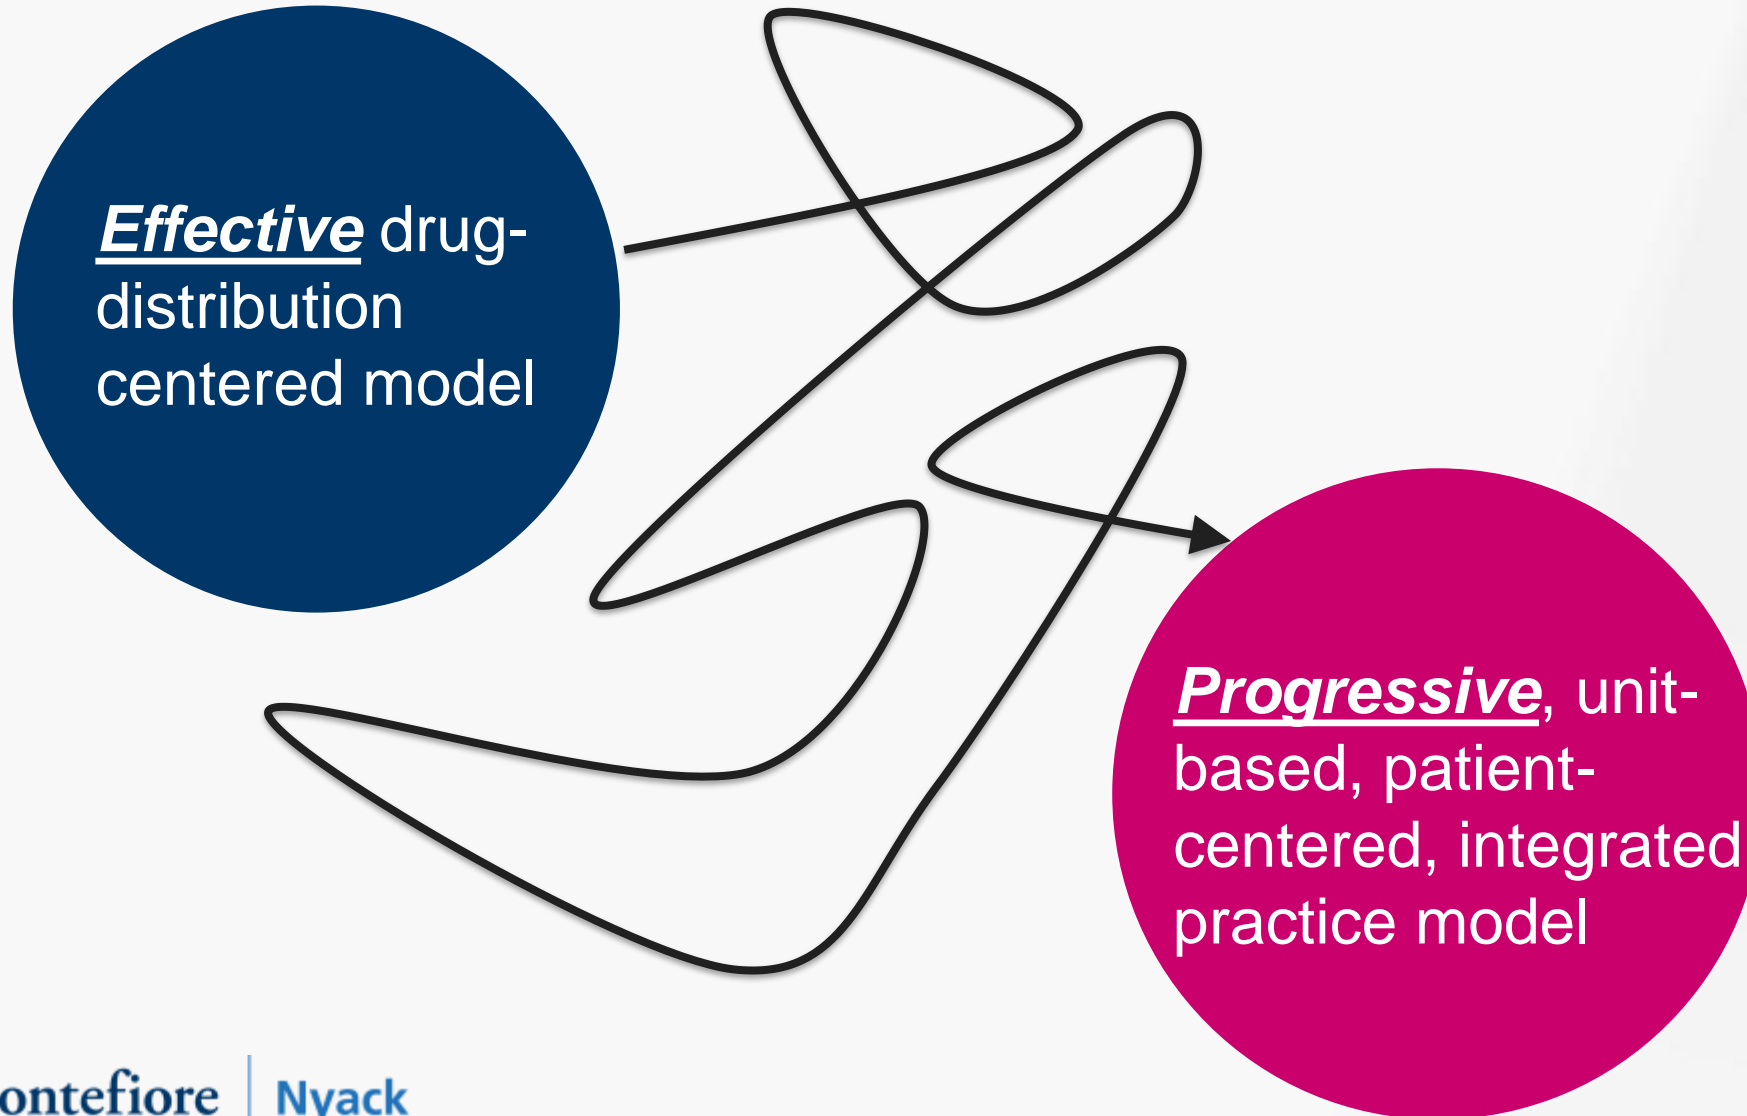 Effective drug-
distribution
centered model
Progressive, unit-
based, patient-
centered, integrated
practice model
ontefiore Nyack